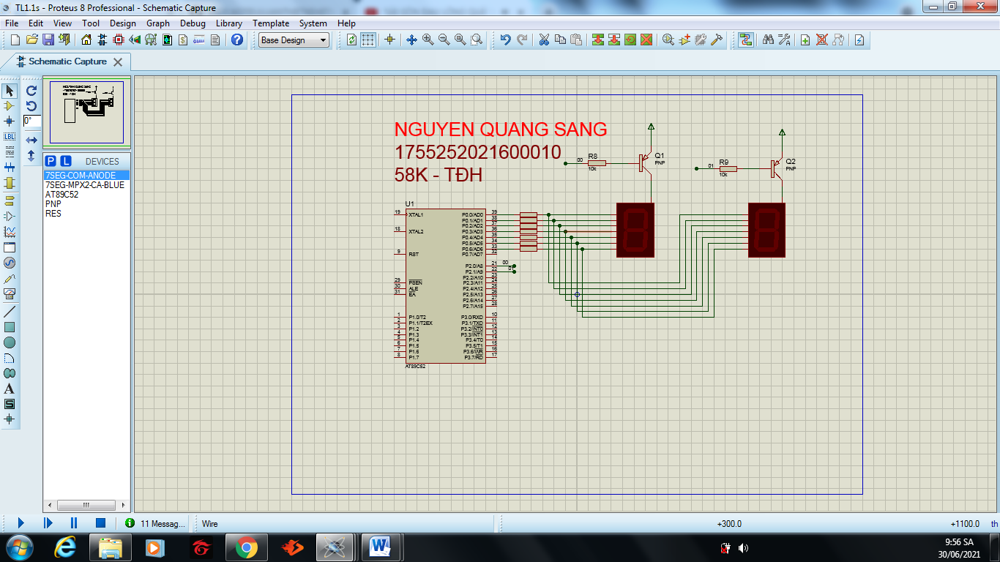 TL1.1s - Proteus 8 Professional - Schematic Capture
File Edit View Tool Design Graph Debug Library Template System Help
Base Design
Schematic Capture
0°
LBL
P L DEVICES
7SEG-COM-ANODE
7SEG-MPX2-CA-BLUE
AT89C52
PNP
RES
NGUYEN QUANG SANG
1755252021600010
58K - TĐH
00 R8
10k
Q1
PNP
01 R9
10k
Q2
PNP
U1
19 XTAL1
18 XTAL2
9 RST
29 PSEN
30 ALE
31 EA
1 P1.0/T2
2 P1.1/T2EX
3 P1.2
4 P1.3
5 P1.4
6 P1.5
7 P1.6
8 P1.7
P0.0/AD0 39
P0.1/AD1 38
P0.2/AD2 37
P0.3/AD3 36
P0.4/AD4 35
P0.5/AD5 34
P0.6/AD6 33
P0.7/AD7 32
P2.0/A8 21 00
P2.1/A9 22 01
P2.2/A10 23
P2.3/A11 24
P2.4/A12 25
P2.5/A13 26
P2.6/A14 27
P2.7/A15 28
P3.0/RXD 10
P3.1/TXD 11
P3.2/INT0 12
P3.3/INT1 13
P3.4/T0 14
P3.5/T1 15
P3.6/WR 16
P3.7/RD 17
AT89C52
11 Messag... Wire +300.0 +1100.0 th
9:56 SA
30/06/2021